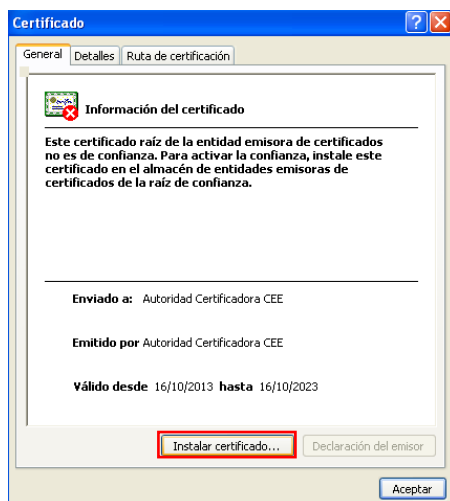 Certificado
General Detalles Ruta de certificación
Información del certificado
Este certificado raíz de la entidad emisora de certificados
no es de confianza. Para activar la confianza, instale este
certificado en el almacén de entidades emisoras de
certificados de la raíz de confianza.
Enviado a: Autoridad Certificadora CEE
Emitido por Autoridad Certificadora CEE
Válido desde 16/10/2013 hasta 16/10/2023
Instalar certificado... Declaración del emisor
Aceptar